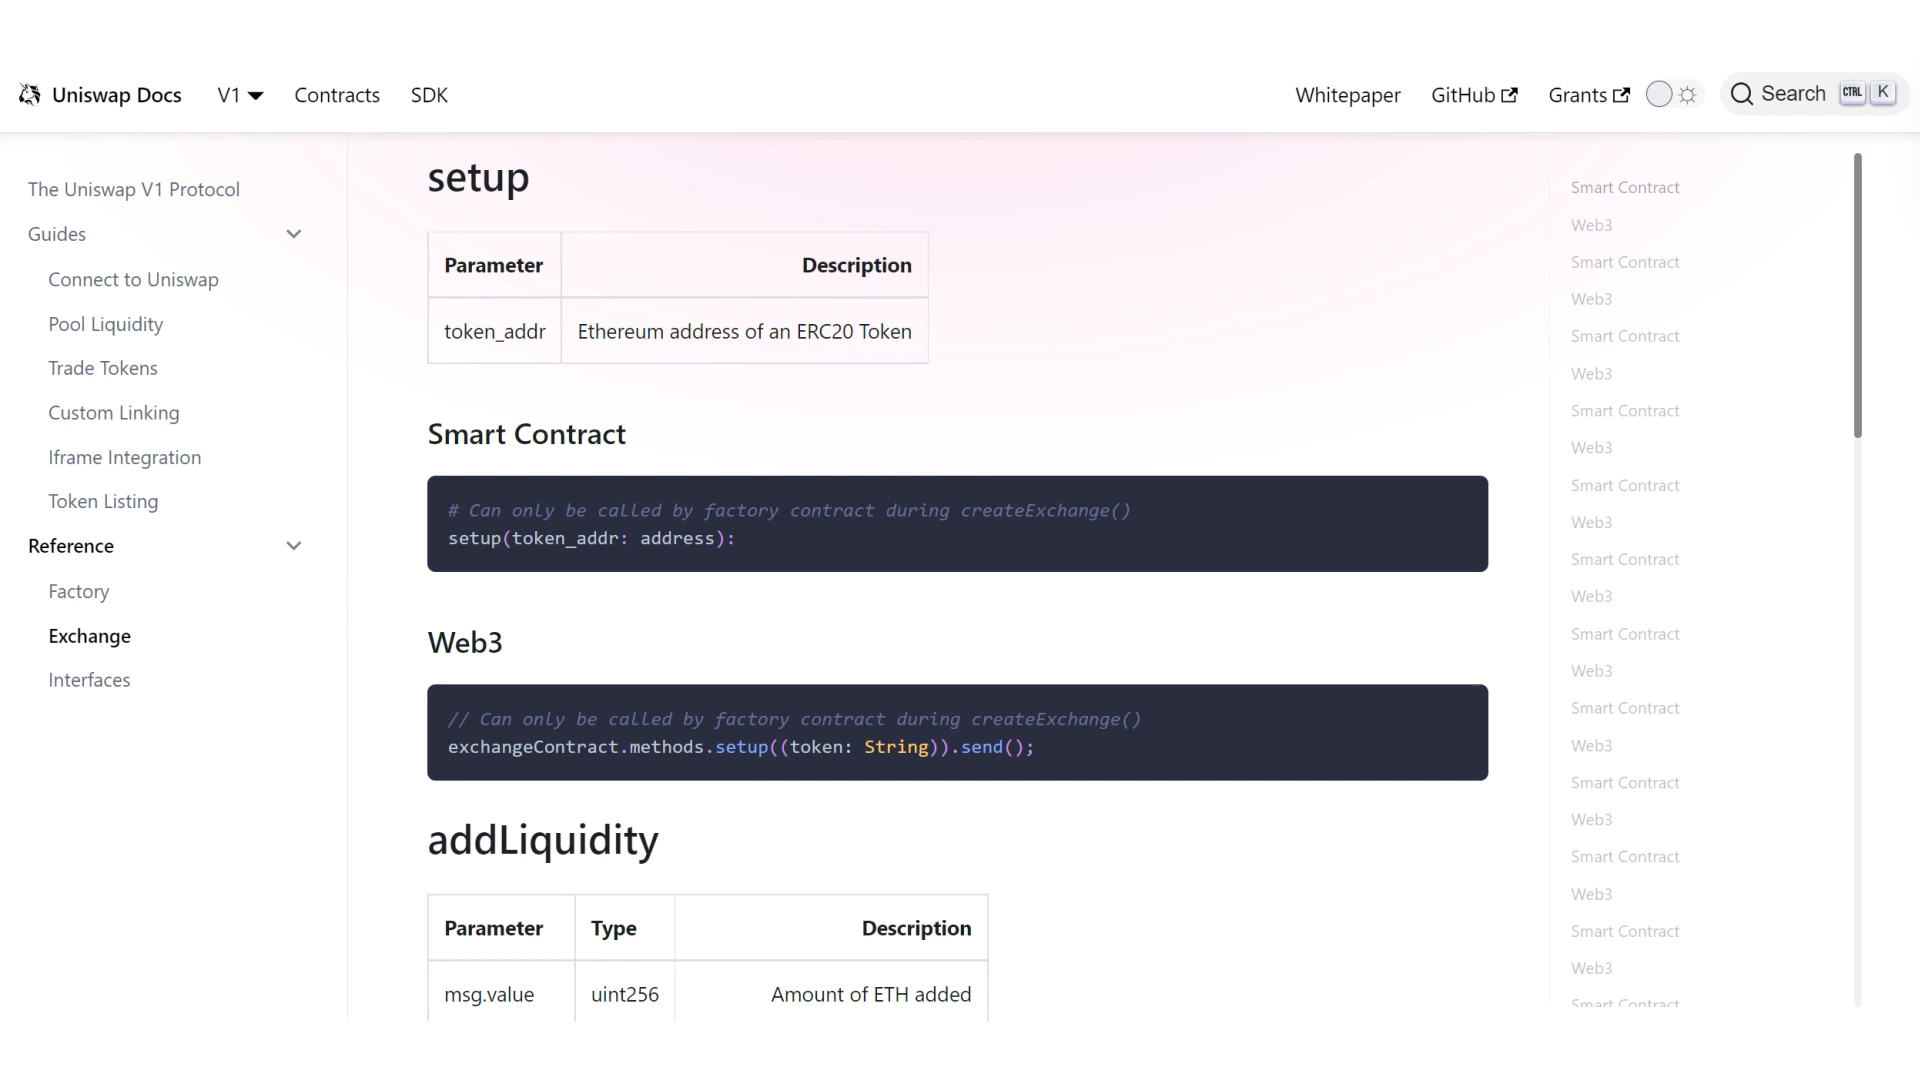 Uniswap Docs V1 Contracts SDK Whitepaper GitHub Grants Search CTRL K
The Uniswap V1 Protocol
Guides
Connect to Uniswap
Pool Liquidity
Trade Tokens
Custom Linking
Iframe Integration
Token Listing
Reference
Factory
Exchange
Interfaces
setup
Parameter Description
token_addr Ethereum address of an ERC20 Token
Smart Contract
# Can only be called by factory contract during createExchange()
setup(token_addr: address):
Web3
// Can only be called by factory contract during createExchange()
exchangeContract.methods.setup((token: String)).send();
addLiquidity
Parameter Type Description
msg.value uint256 Amount of ETH added
Smart Contract
Web3
Smart Contract
Web3
Smart Contract
Web3
Smart Contract
Web3
Smart Contract
Web3
Smart Contract
Web3
Smart Contract
Web3
Smart Contract
Web3
Smart Contract
Web3
Smart Contract
Web3
Smart Contract
Web3
Smart Contract